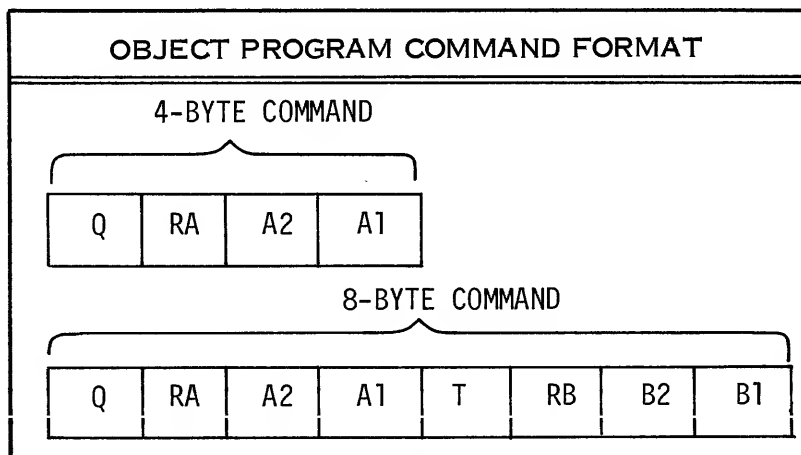 OBJECT PROGRAM COMMAND FORMAT
4-BYTE COMMAND
Q RA A2 A1
8-BYTE COMMAND
Q RA A2 A1 T RB B2 B1